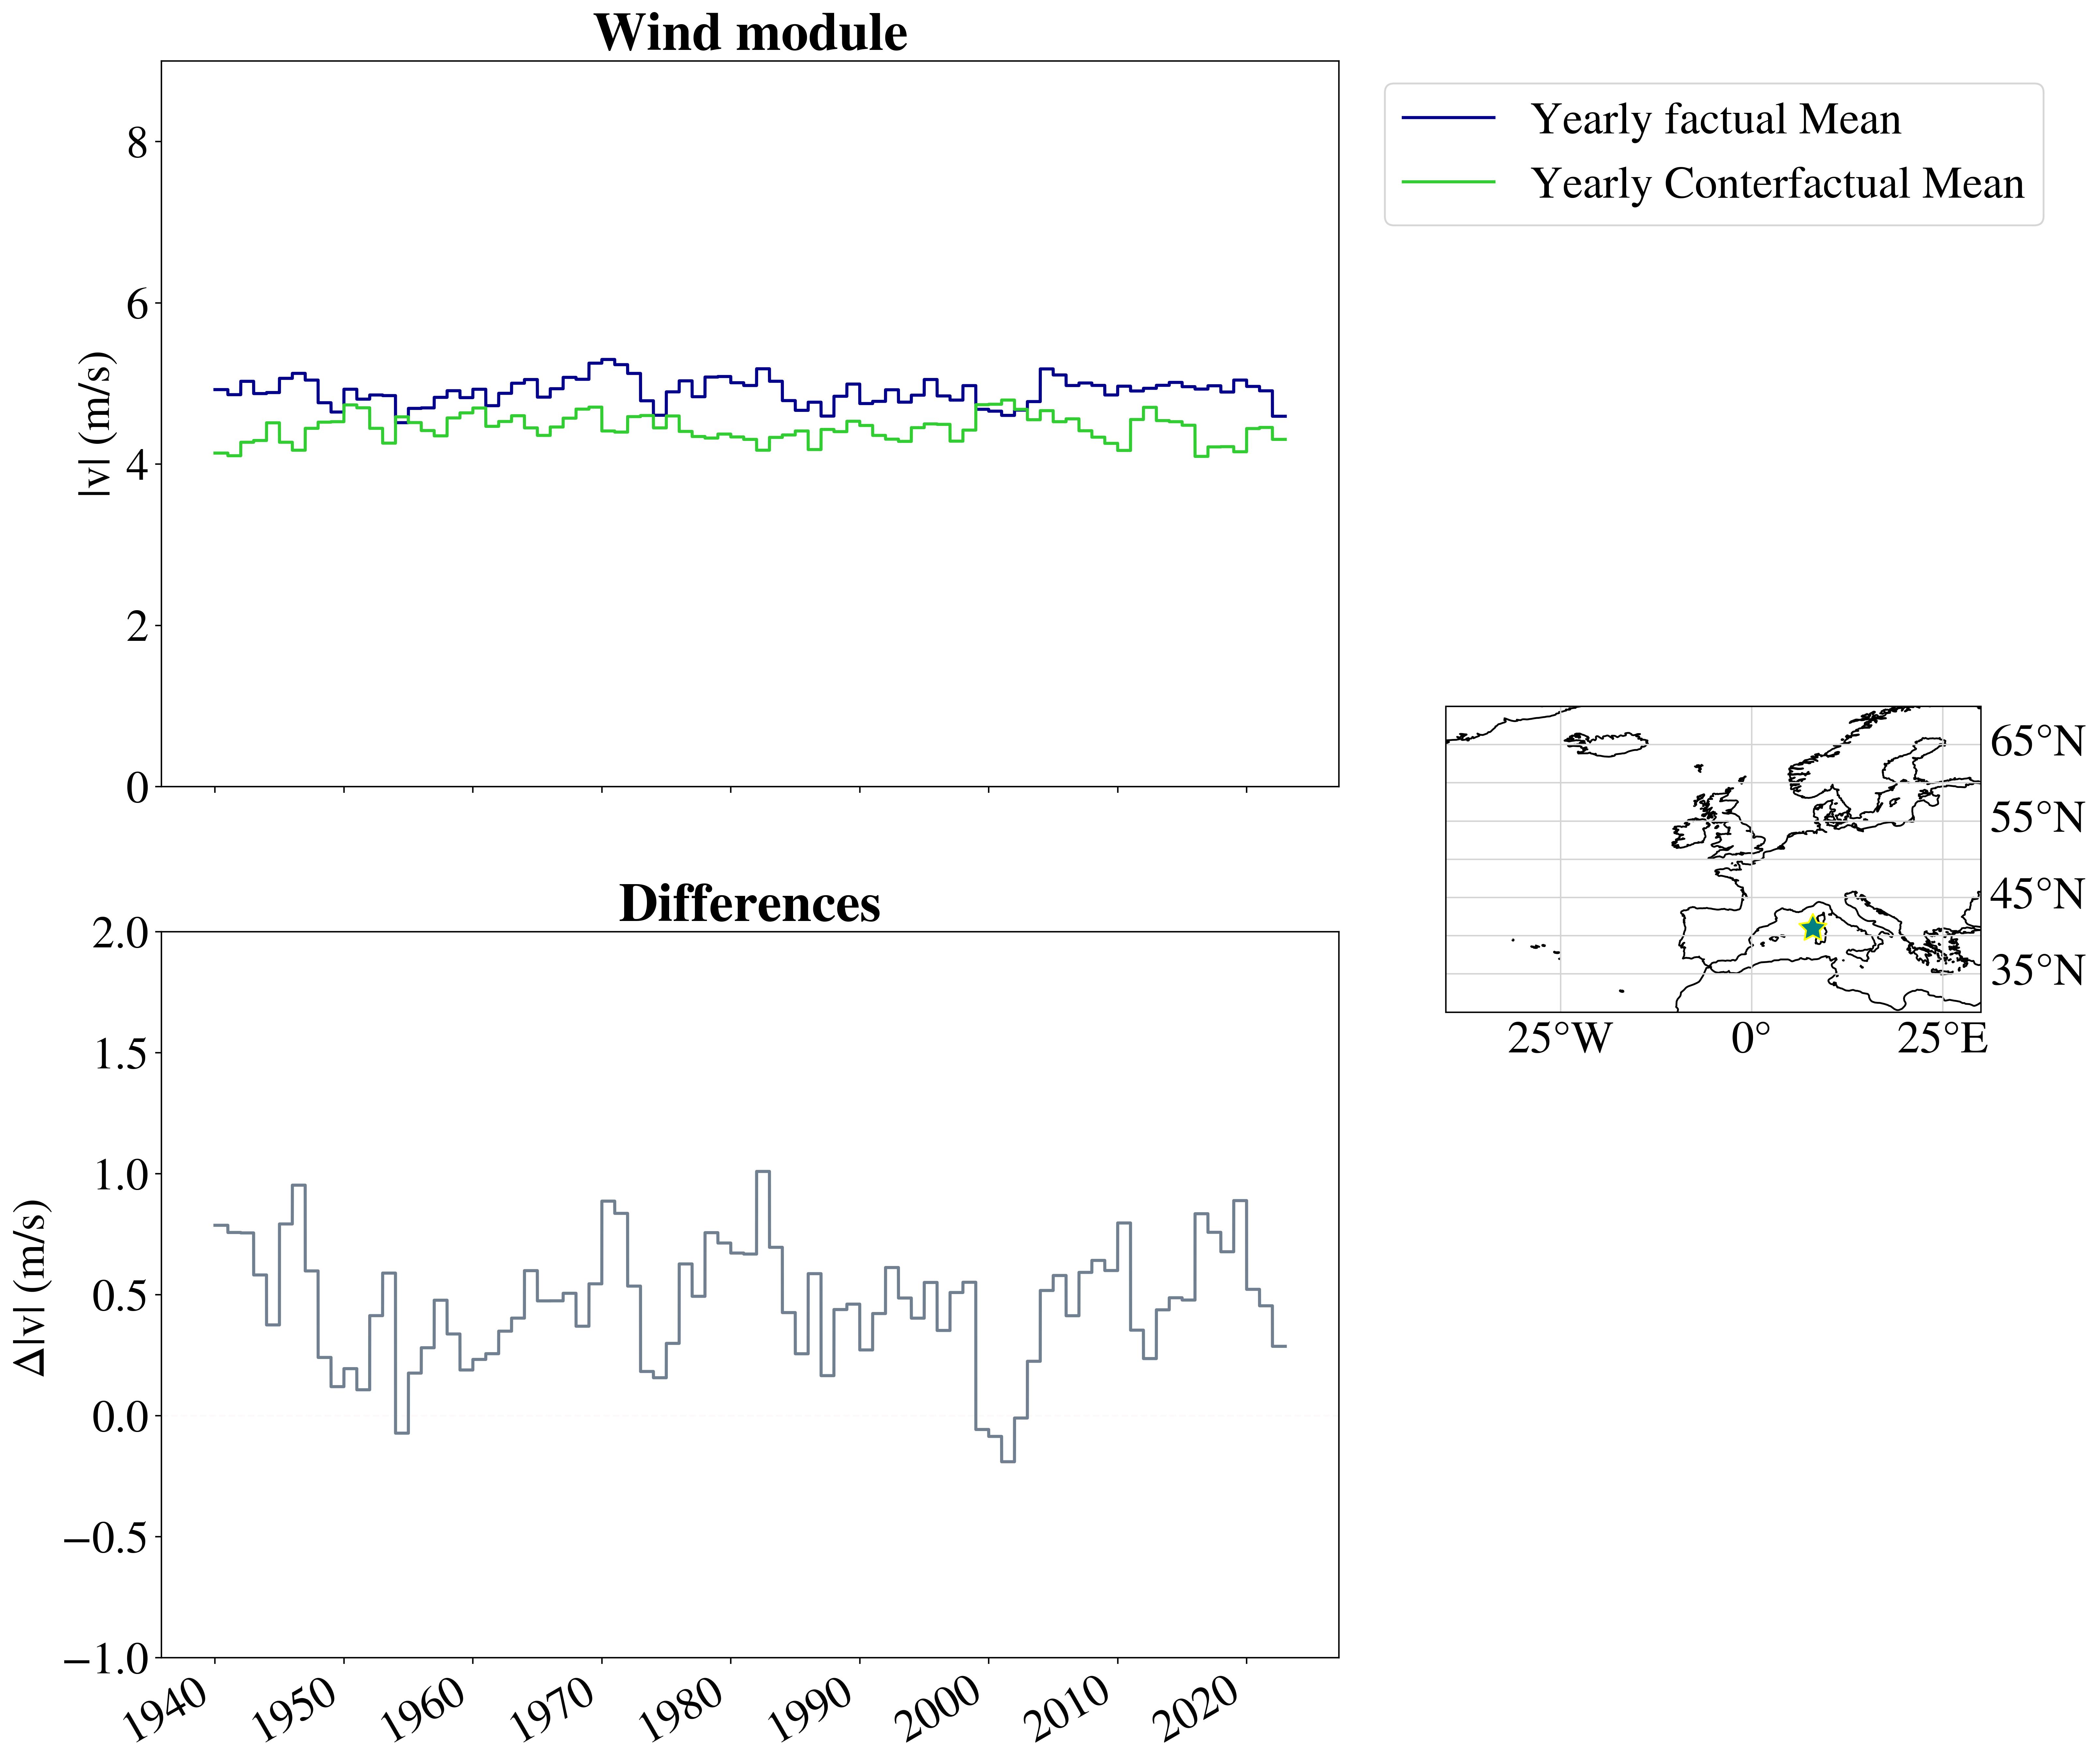 Wind module
8
6
4
2
0
|v| (m/s)
Yearly factual Mean
Yearly Conterfactual Mean
65°N
55°N
45°N
35°N
25°W 0° 25°E
Differences
2.0
1.5
1.0
0.5
0.0
−0.5
−1.0
Δ|v| (m/s)
1940 1950 1960 1970 1980 1990 2000 2010 2020